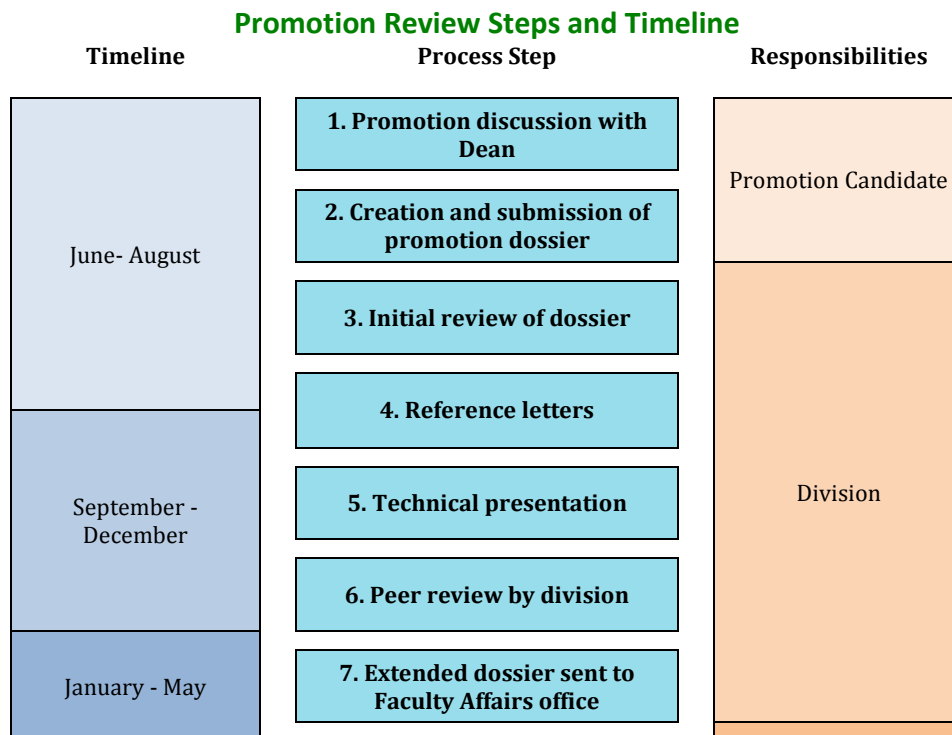 Promotion Review Steps and Timeline
Timeline
Process Step
Responsibilities
1. Promotion discussion with
Dean
Promotion Candidate
2. Creation and submission of
promotion dossier
June- August
3. Initial review of dossier
4. Reference letters
September -
December
5. Technical presentation
Division
6. Peer review by division
January - May
7. Extended dossier sent to
Faculty Affairs office